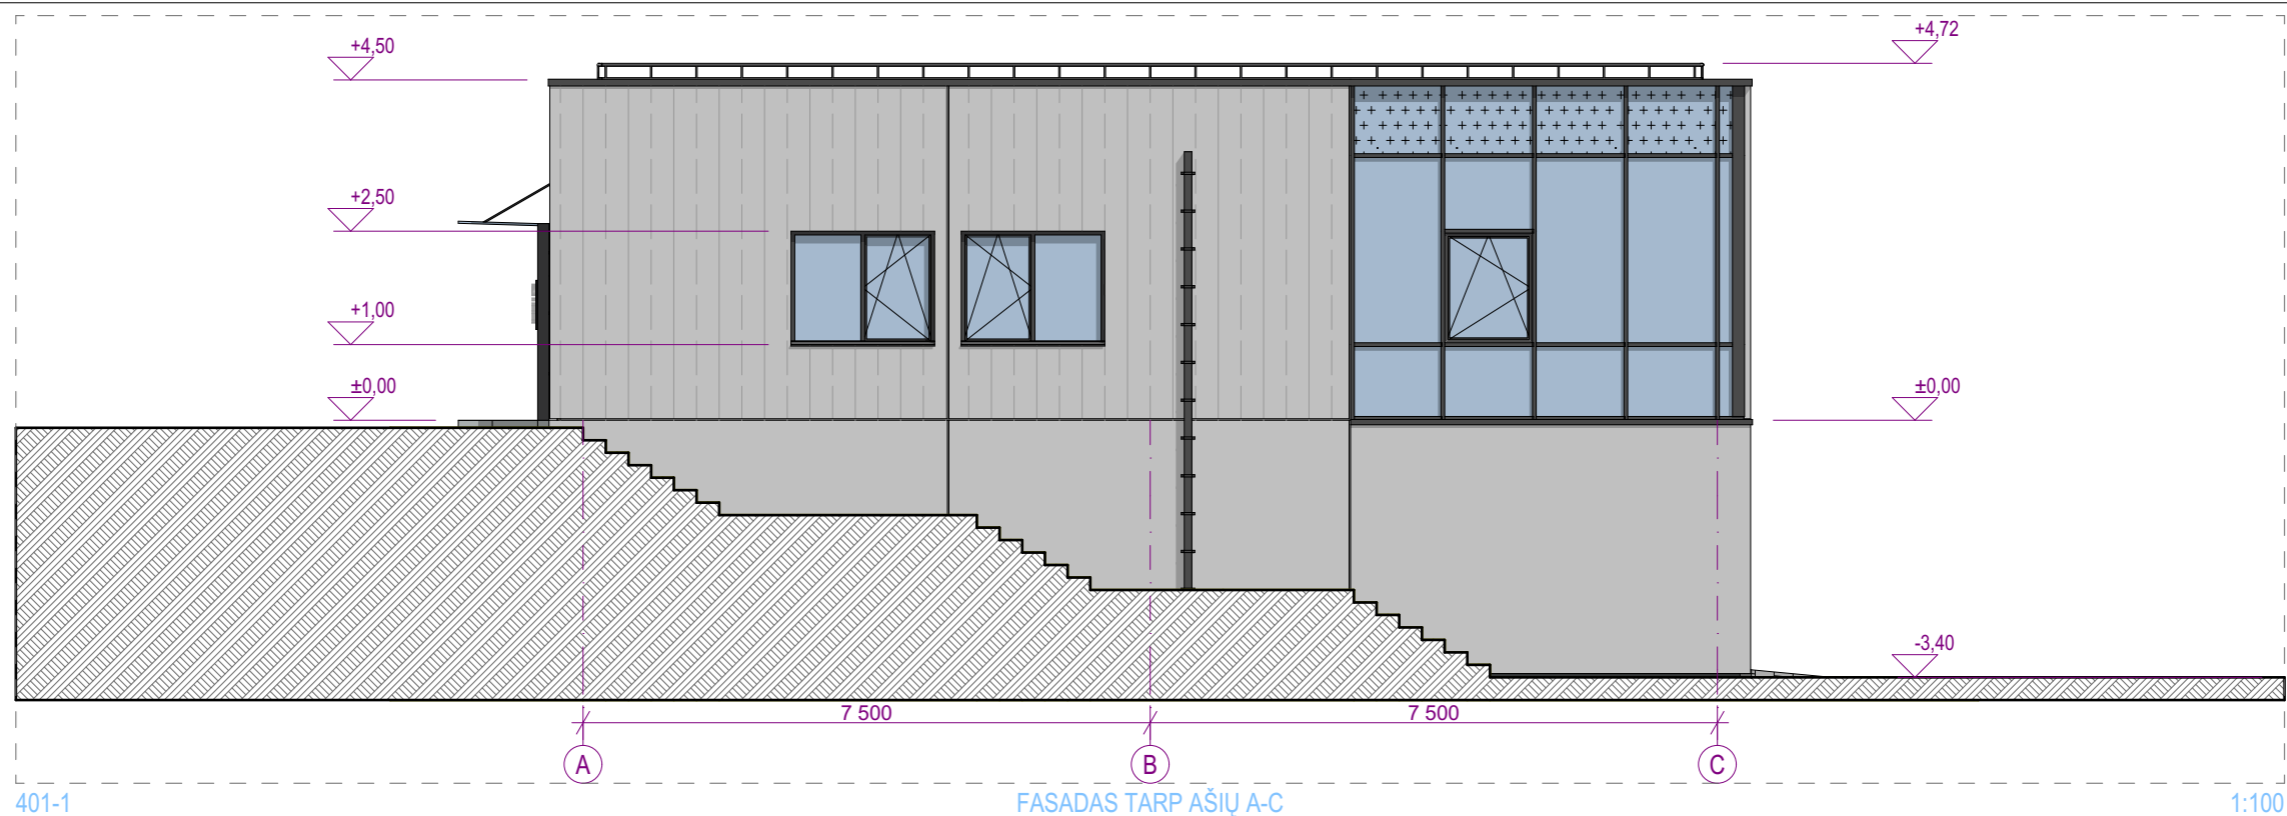 +4,50
+4,72
+2,50
+1,00
±0,00
±0,00
-3,40
7 500
7 500
A
B
C
401-1
FASADAS TARP AŠIŲ A-C
1:100